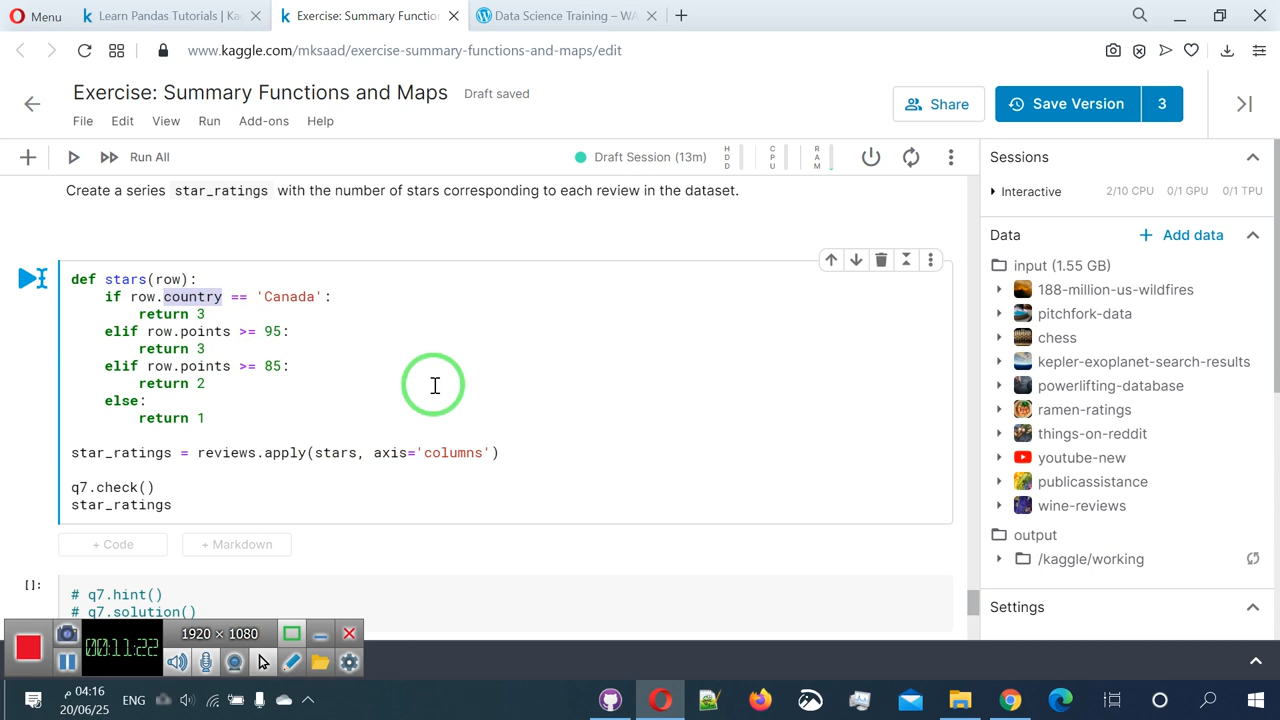 Menu
Learn Pandas Tutorials | Ka
Exercise: Summary Functio
Data Science Training – WA
www.kaggle.com/mksaad/exercise-summary-functions-and-maps/edit
Exercise: Summary Functions and Maps
Draft saved
File Edit View Run Add-ons Help
Share
Save Version 3
Run All
Draft Session (13m)
HDD
CPU
RAM
Create a series star_ratings with the number of stars corresponding to each review in the dataset.
def stars(row):
    if row.country == 'Canada':
        return 3
    elif row.points >= 95:
        return 3
    elif row.points >= 85:
        return 2
    else:
        return 1
star_ratings = reviews.apply(stars, axis='columns')
q7.check()
star_ratings
+ Code
+ Markdown
[]:
# q7.hint()
# q7.solution()
Sessions
Interactive 2/10 CPU 0/1 GPU 0/1 TPU
Data
+ Add data
input (1.55 GB)
188-million-us-wildfires
pitchfork-data
chess
kepler-exoplanet-search-results
powerlifting-database
ramen-ratings
things-on-reddit
youtube-new
publicassistance
wine-reviews
output
/kaggle/working
Settings
1920 × 1080
00:11:22
04:16 م
20/06/25
ENG